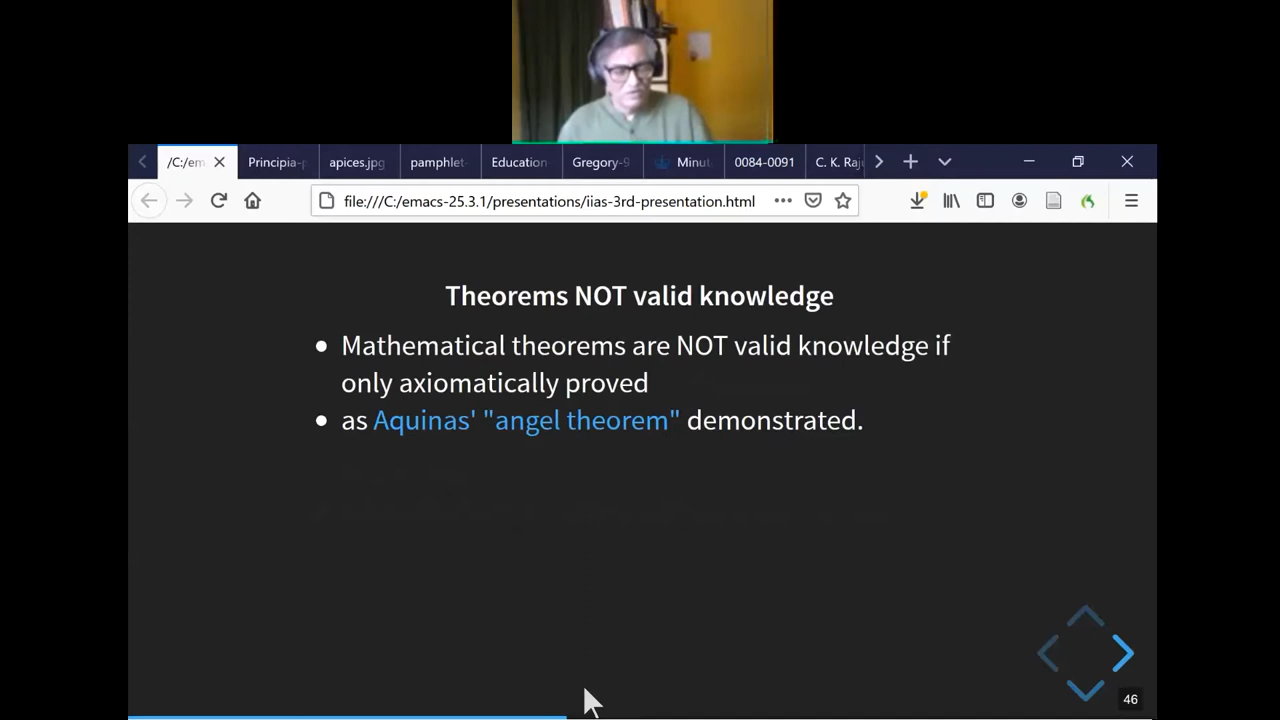 /C:/em
Principia-p
apices.jpg
pamphlet-
Education
Gregory-9
Minut
0084-0091
C. K. Raju
file:///C:/emacs-25.3.1/presentations/iias-3rd-presentation.html
Theorems NOT valid knowledge
Mathematical theorems are NOT valid knowledge if
only axiomatically proved
as Aquinas' "angel theorem" demonstrated.
46